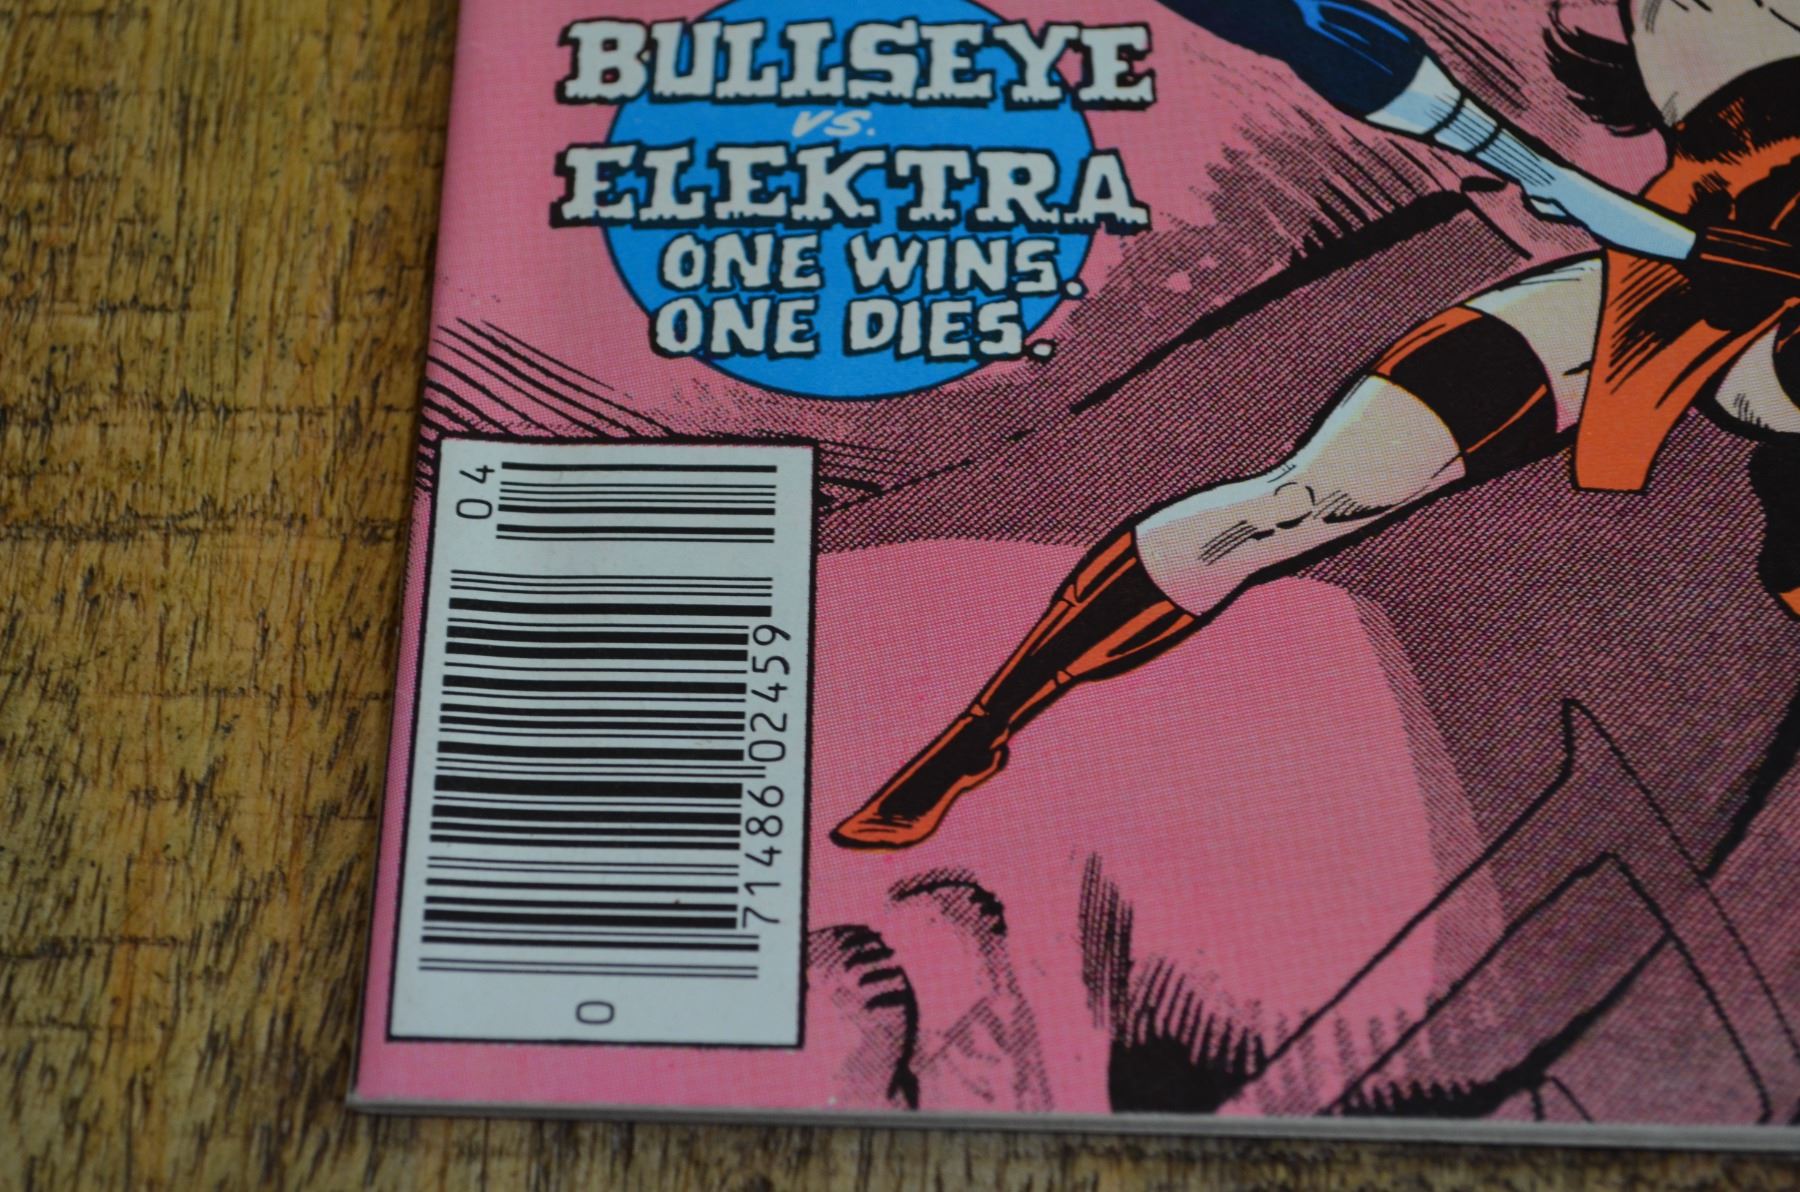 BULLSEYE
VS.
ELEKTRA
ONE WINS.
ONE DIES.
04
71486 02459
0